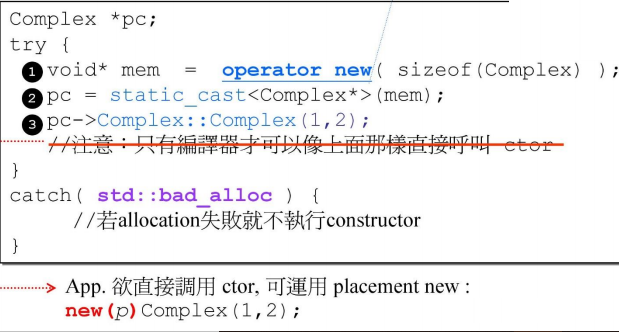 Complex *pc;
try {
❶void* mem = operator new( sizeof(Complex) );
❷pc = static_cast<Complex*>(mem);
❸pc->Complex::Complex(1,2);
//注意：只有編譯器才可以像上面那樣直接呼叫 ctor
}
catch( std::bad_alloc ) {
//若allocation失敗就不執行constructor
}
App. 欲直接調用 ctor, 可運用 placement new :
new(p)Complex(1,2);